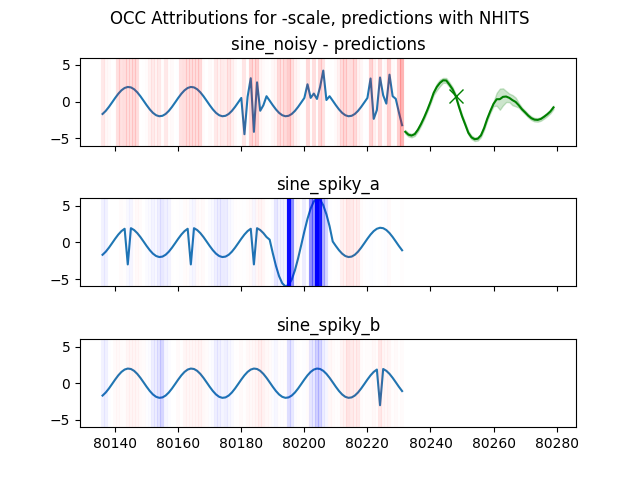 OCC Attributions for -scale, predictions with NHITS
sine_noisy - predictions
5
0
−5
sine_spiky_a
5
0
−5
sine_spiky_b
5
0
−5
80140 80160 80180 80200 80220 80240 80260 80280